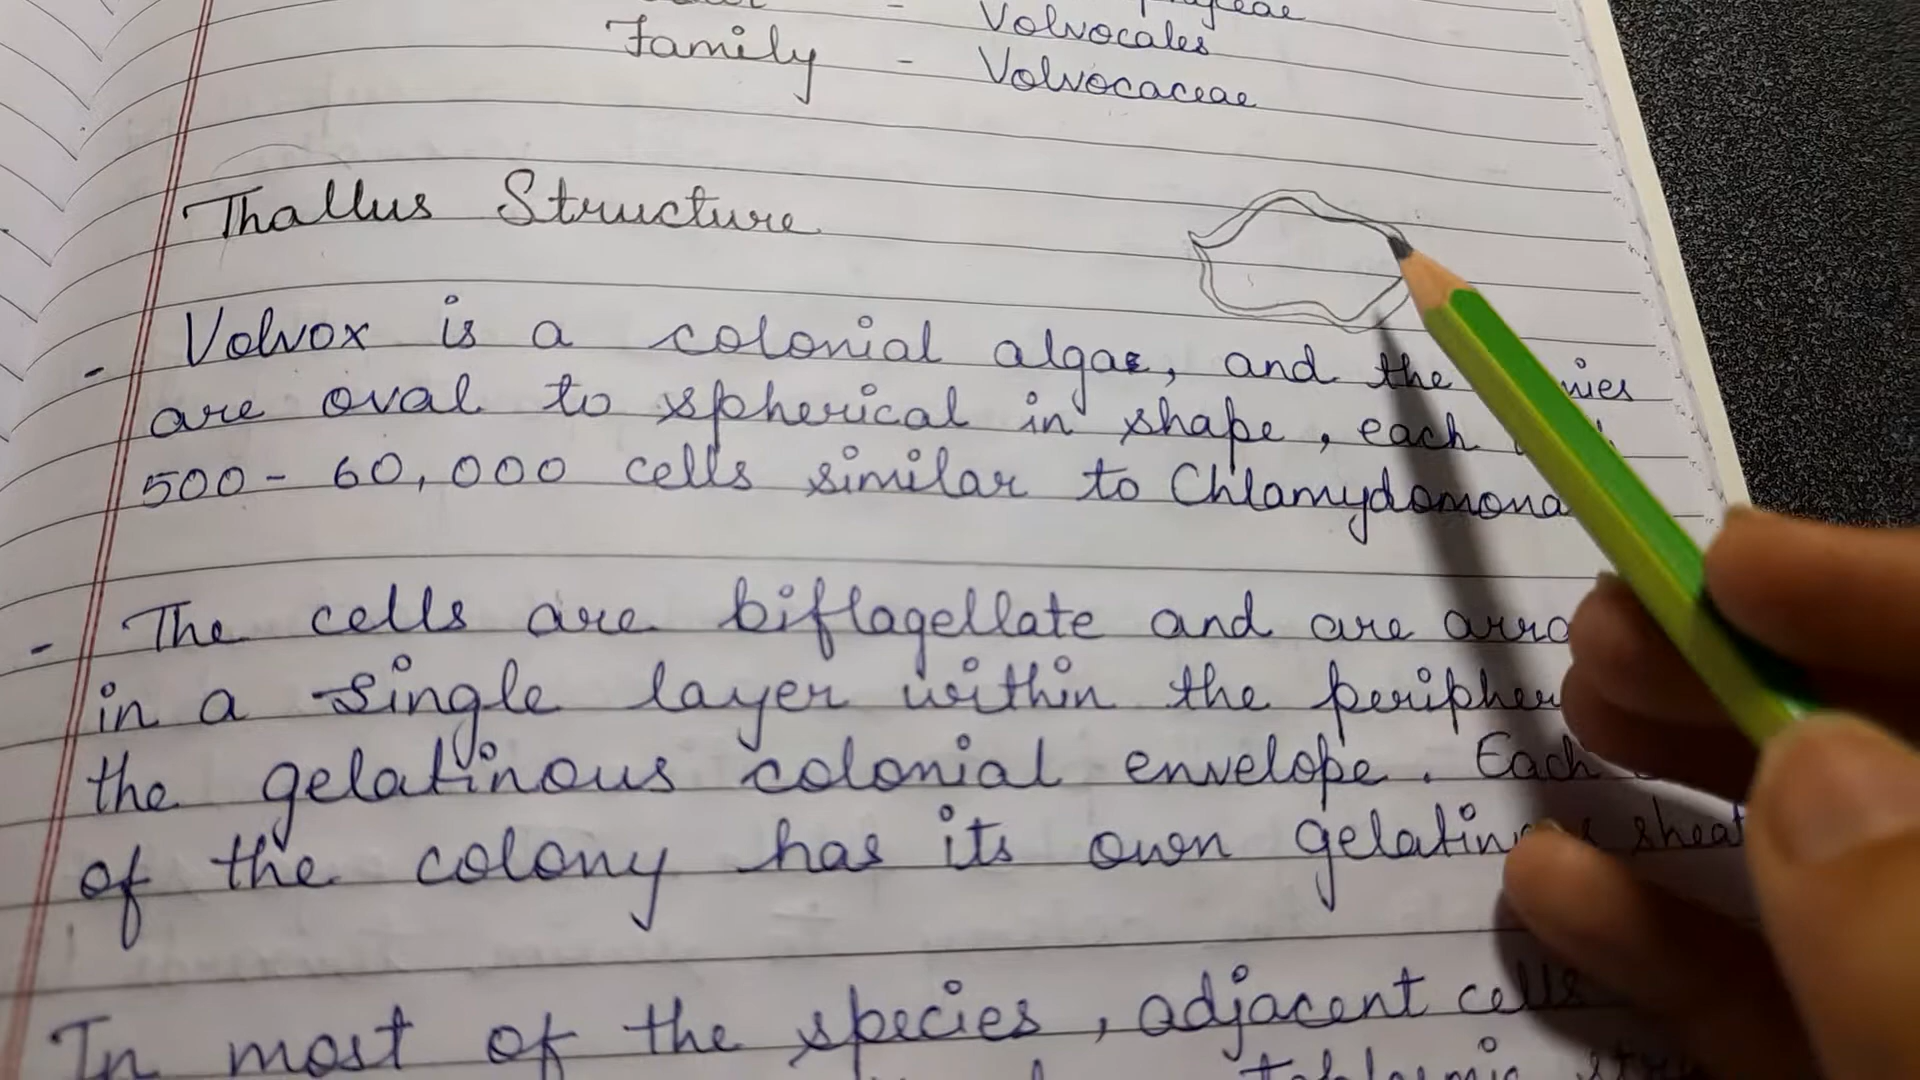 - Volvocales
Family - Volvocaceae
Thallus Structure
- Volvox is a colonial algae, and the
are oval to spherical in shape, each
500-60,000 cells similar to
- The cells are biflagellate and are
in a single layer within the
the gelatinous colonial envelope. Each
of the colony has its own
In most of the species, adjacent cells